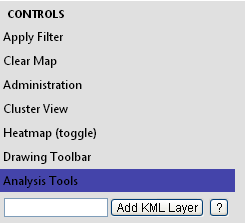 CONTROLS
Apply Filter
Clear Map
Administration
Cluster View
Heatmap (toggle)
Drawing Toolbar
Analysis Tools
Add KML Layer ?